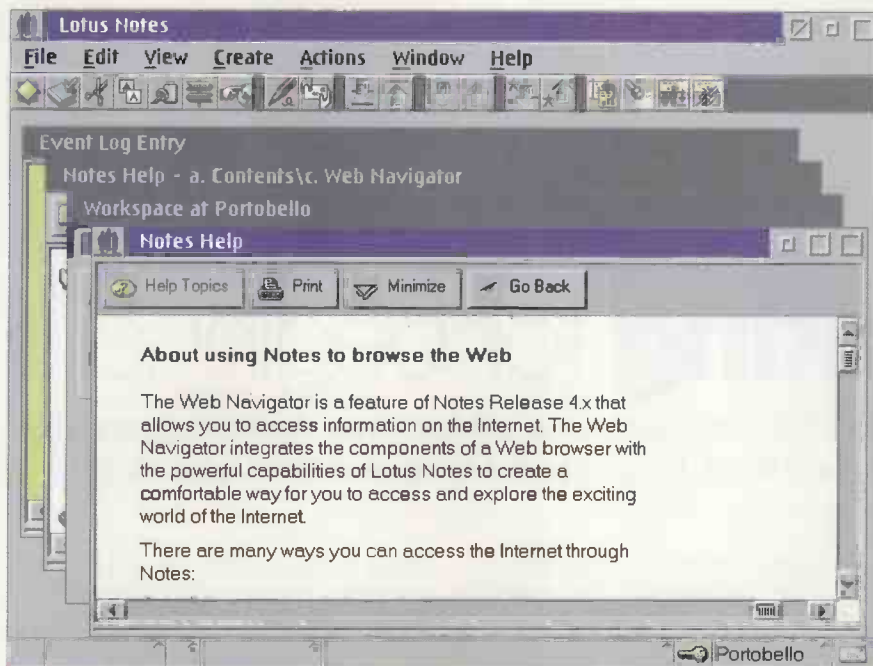 Lotus Notes
File Edit View Create Actions Window Help
Event Log Entry
Notes Help - a. Contents\c. Web Navigator
Workspace at Portobello
Notes Help
Help Topics Print Minimize Go Back
About using Notes to browse the Web
The Web Navigator is a feature of Notes Release 4.x that
allows you to access information on the Internet. The Web
Navigator integrates the components of a Web browser with
the powerful capabilities of Lotus Notes to create a
comfortable way for you to access and explore the exciting
world of the Internet.
There are many ways you can access the Internet through
Notes:
Portobello